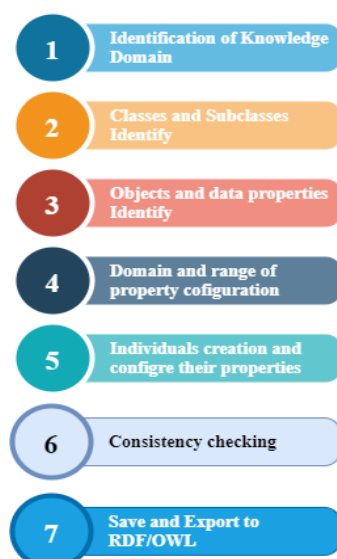 1
Identification of Knowledge
Domain
2
Classes and Subclasses
Identify
3
Objects and data properties
Identify
4
Domain and range of
property cofiguration
5
Individuals creation and
configre their properties
6
Consistency checking
7
Save and Export to
RDF/OWL